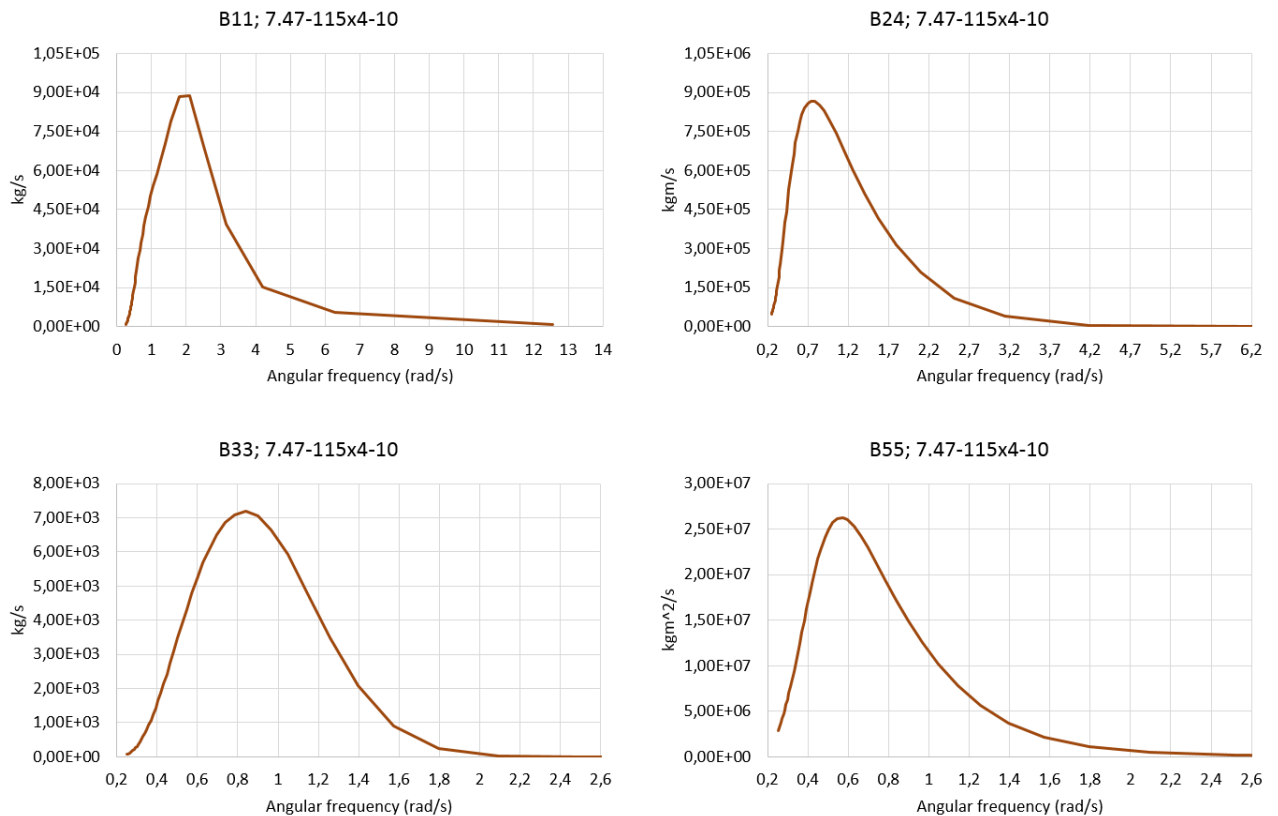 B11; 7.47-115x4-10
1,05E+05
9,00E+04
7,50E+04
6,00E+04
4,50E+04
3,00E+04
1,50E+04
0,00E+00
kg/s
0 1 2 3 4 5 6 7 8 9 10 11 12 13 14
Angular frequency (rad/s)
B24; 7.47-115x4-10
1,05E+06
9,00E+05
7,50E+05
6,00E+05
4,50E+05
3,00E+05
1,50E+05
0,00E+00
kgm/s
0,2 0,7 1,2 1,7 2,2 2,7 3,2 3,7 4,2 4,7 5,2 5,7 6,2
Angular frequency (rad/s)
B33; 7.47-115x4-10
8,00E+03
7,00E+03
6,00E+03
5,00E+03
4,00E+03
3,00E+03
2,00E+03
1,00E+03
0,00E+00
kg/s
0,2 0,4 0,6 0,8 1 1,2 1,4 1,6 1,8 2 2,2 2,4 2,6
Angular frequency (rad/s)
B55; 7.47-115x4-10
3,00E+07
2,50E+07
2,00E+07
1,50E+07
1,00E+07
5,00E+06
0,00E+00
kgm^2/s
0,2 0,4 0,6 0,8 1 1,2 1,4 1,6 1,8 2 2,2 2,4 2,6
Angular frequency (rad/s)